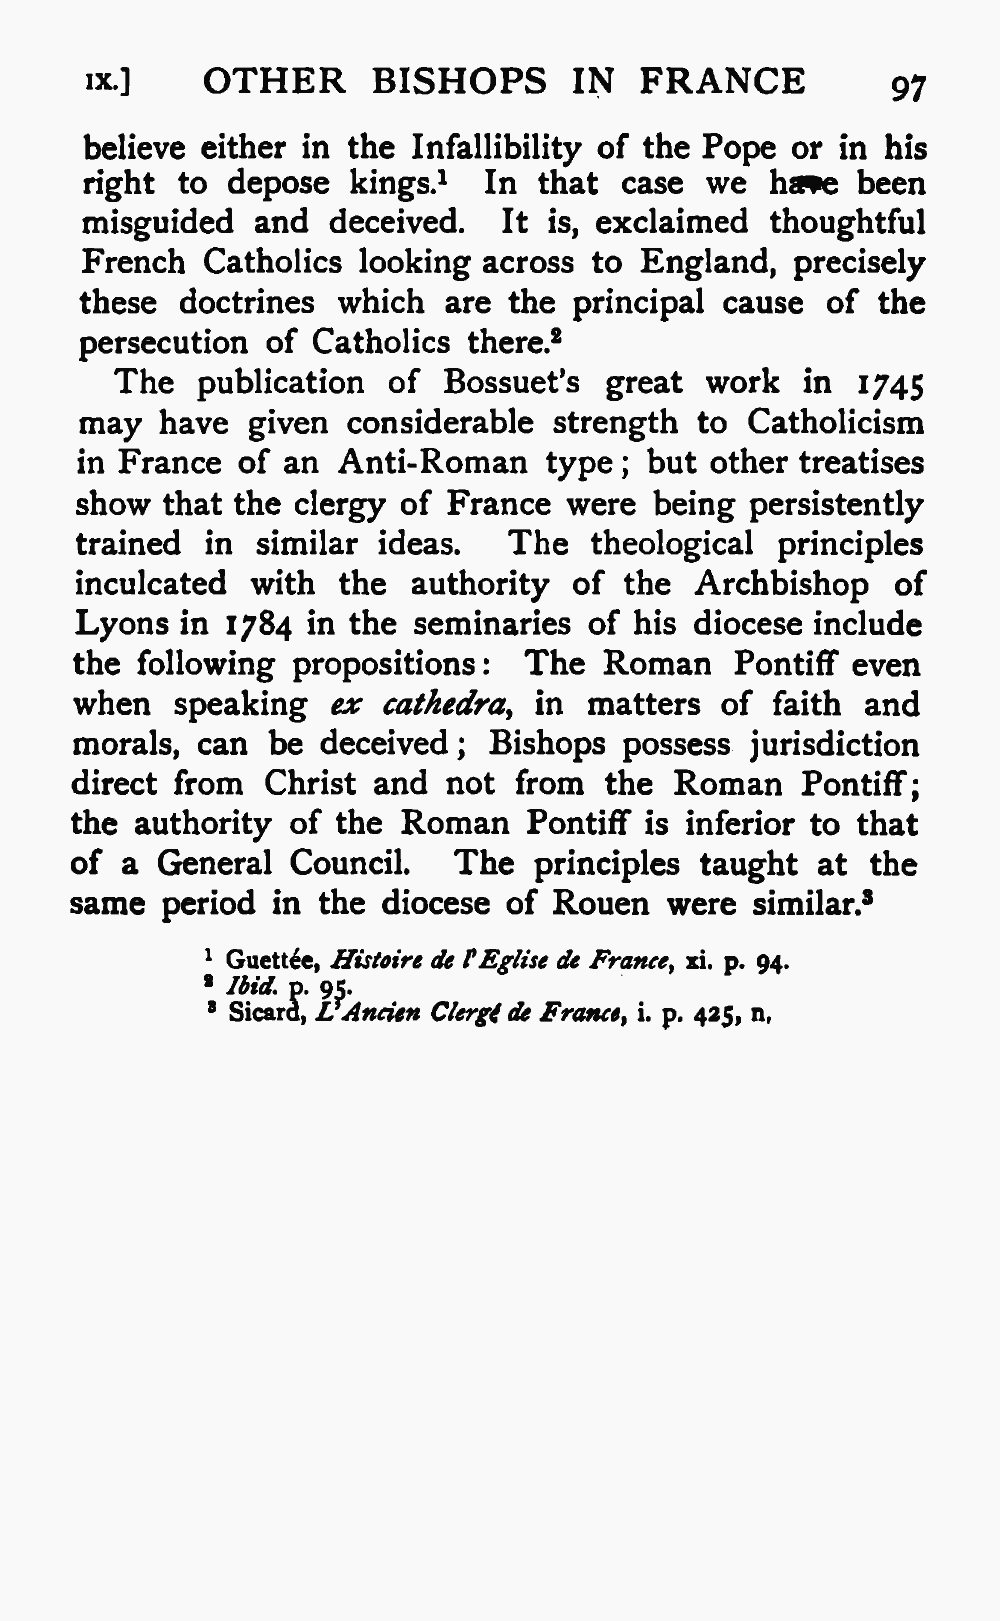 IX.] OTHER BISHOPS IN FRANCE 97
believe either in the Infallibility of the Pope or in his
right to depose kings.¹ In that case we have been
misguided and deceived. It is, exclaimed thoughtful
French Catholics looking across to England, precisely
these doctrines which are the principal cause of the
persecution of Catholics there.²
The publication of Bossuet's great work in 1745
may have given considerable strength to Catholicism
in France of an Anti-Roman type; but other treatises
show that the clergy of France were being persistently
trained in similar ideas. The theological principles
inculcated with the authority of the Archbishop of
Lyons in 1784 in the seminaries of his diocese include
the following propositions: The Roman Pontiff even
when speaking ex cathedra, in matters of faith and
morals, can be deceived; Bishops possess jurisdiction
direct from Christ and not from the Roman Pontiff;
the authority of the Roman Pontiff is inferior to that
of a General Council. The principles taught at the
same period in the diocese of Rouen were similar.³
¹ Guettée, Histoire de l'Eglise de France, xi. p. 94.
² Ibid. p. 95.
³ Sicard, L'Ancien Clergé de France, i. p. 425, n,